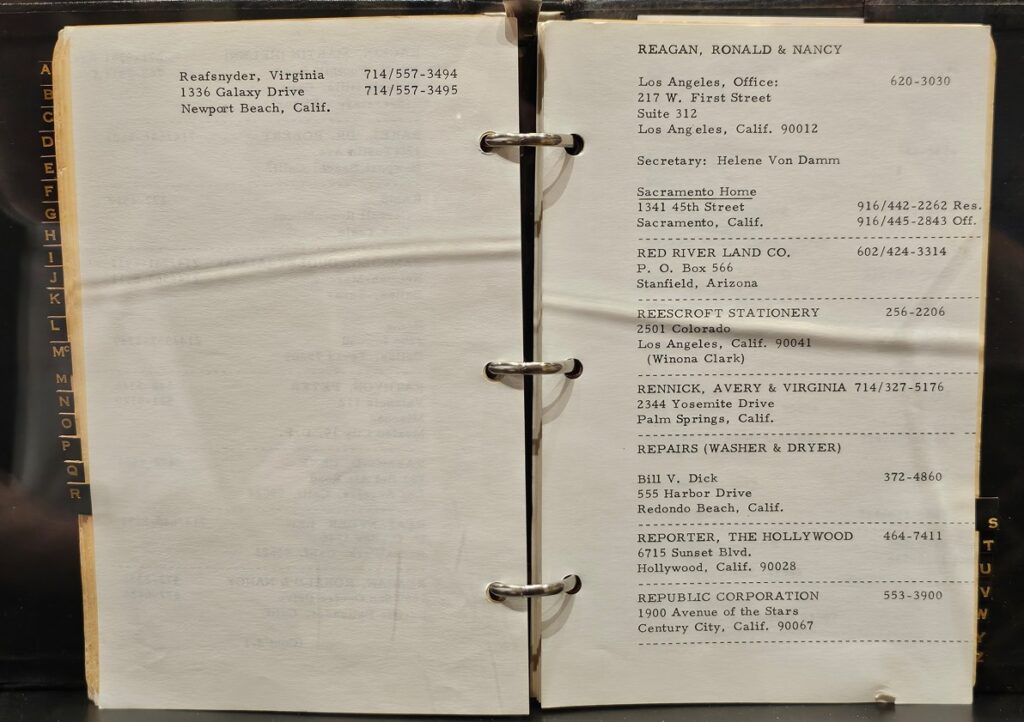 A
B
C
D
E
F
G
H
I
J
K
L
Mc
M
N
O
P
Q
R
Reafsnyder, Virginia 714/557-3494
1336 Galaxy Drive 714/557-3495
Newport Beach, Calif.
REAGAN, RONALD & NANCY
Los Angeles, Office: 620-3030
217 W. First Street
Suite 312
Los Angeles, Calif. 90012
Secretary: Helene Von Damm
Sacramento Home
1341 45th Street 916/442-2262 Res.
Sacramento, Calif. 916/445-2843 Off.
RED RIVER LAND CO. 602/424-3314
P. O. Box 566
Stanfield, Arizona
REESCROFT STATIONERY 256-2206
2501 Colorado
Los Angeles, Calif. 90041
(Winona Clark)
RENNICK, AVERY & VIRGINIA 714/327-5176
2344 Yosemite Drive
Palm Springs, Calif.
REPAIRS (WASHER & DRYER)
Bill V. Dick 372-4860
555 Harbor Drive
Redondo Beach, Calif.
REPORTER, THE HOLLYWOOD 464-7411
6715 Sunset Blvd.
Hollywood, Calif. 90028
REPUBLIC CORPORATION 553-3900
1900 Avenue of the Stars
Century City, Calif. 90067
S
T
U
V
W
Y
Z